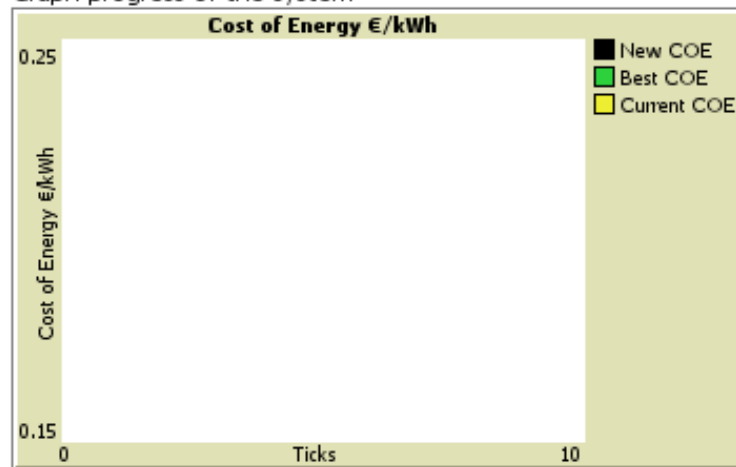 Graph progress of the system
Cost of Energy €/kWh
0.25
New COE
Best COE
Current COE
Cost of Energy €/kWh
0.15
0
Ticks
10